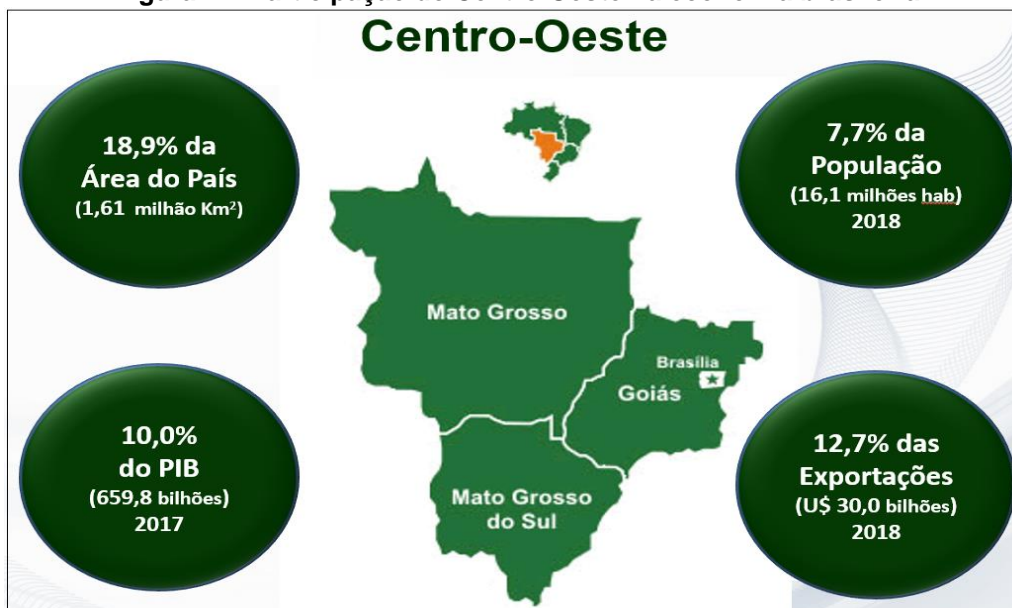 Centro-Oeste
18,9% da
Área do País
(1,61 milhão Km²)
7,7% da
População
(16,1 milhões hab)
2018
Mato Grosso
Brasília
Goiás
Mato Grosso
do Sul
10,0%
do PIB
(659,8 bilhões)
2017
12,7% das
Exportações
(U$ 30,0 bilhões)
2018